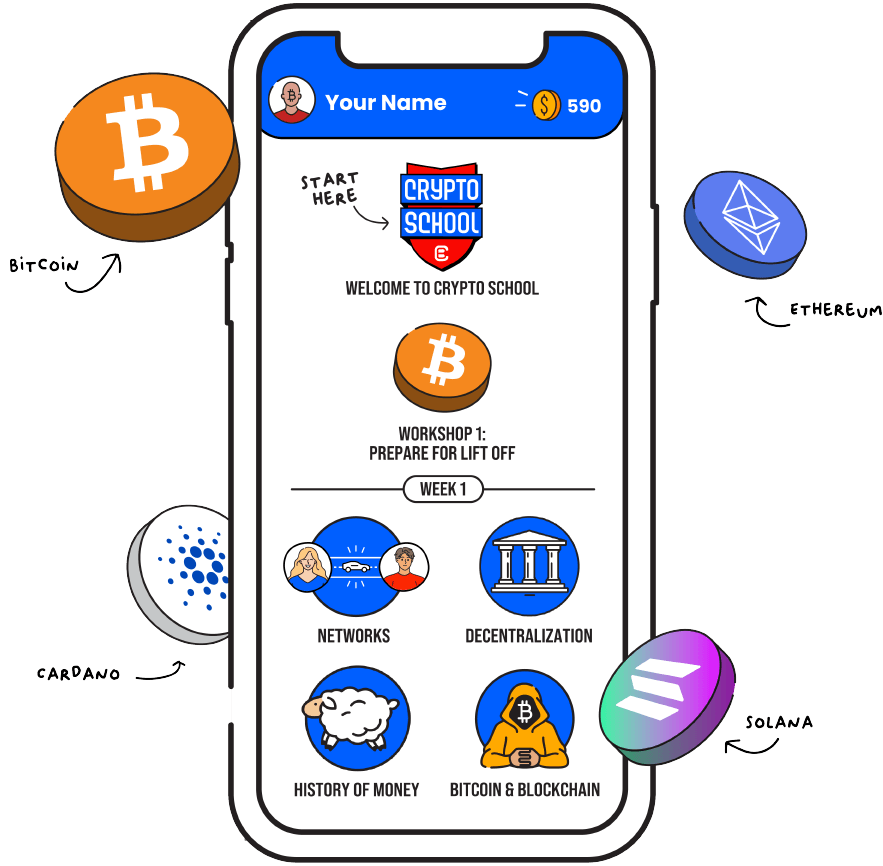 Your Name
590
START
HERE
CRYPTO
SCHOOL
WELCOME TO CRYPTO SCHOOL
BITCOIN
ETHEREUM
WORKSHOP 1:
PREPARE FOR LIFT OFF
WEEK 1
NETWORKS
DECENTRALIZATION
CARDANO
SOLANA
HISTORY OF MONEY
BITCOIN & BLOCKCHAIN